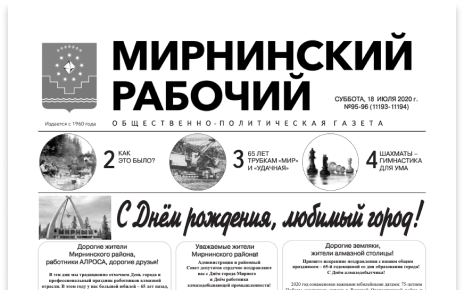 МИРНИНСКИЙ
РАБОЧИЙ
СУББОТА, 18 ИЮЛЯ 2020 г.
№95-96 (11193-11194)
Издается с 1960 года
ОБЩЕСТВЕННО-ПОЛИТИЧЕСКАЯ ГАЗЕТА
2 КАК
ЭТО БЫЛО?
3 65 ЛЕТ
ТРУБКАМ «МИР»
И «УДАЧНАЯ»
4 ШАХМАТЫ –
ГИМНАСТИКА
ДЛЯ УМА
МИРНЫЙ
С Днём рождения, любимый город!
Дорогие жители
Мирнинского района,
работники АЛРОСА, дорогие друзья!
В эти дни мы традиционно отмечаем День города и
профессиональный праздник работников алмазной
отрасли. В этом году у нас большой юбилей – 65 лет назад,
Уважаемые жители
Мирнинского района!
Администрация и районный
Совет депутатов сердечно поздравляют
вас с Днём города Мирного
и Днём работника
алмазодобывающей промышленности!
Дорогие земляки,
жители алмазной столицы!
Примите искренние поздравления с нашим общим
праздником – 65-й годовщиной со дня образования города!
С Днём алмазодобытчика!
2020 год ознаменован важными юбилейными датами: 75-летием